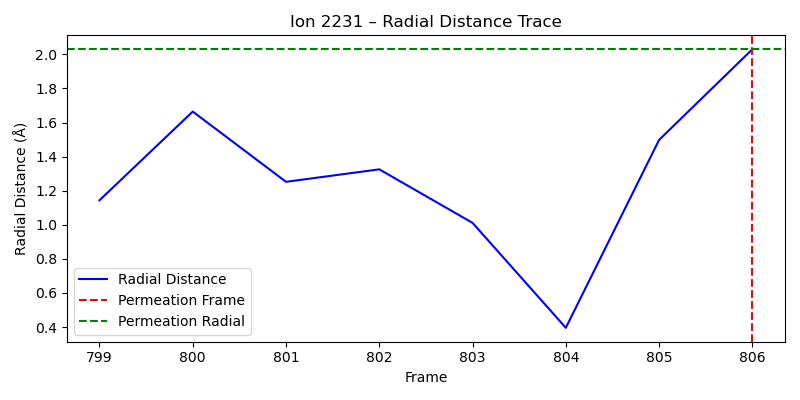 Ion 2231 – Radial Distance Trace
Radial Distance (Å)
2.0
1.8
1.6
1.4
1.2
1.0
0.8
0.6
0.4
Radial Distance
Permeation Frame
Permeation Radial
799 800 801 802 803 804 805 806
Frame